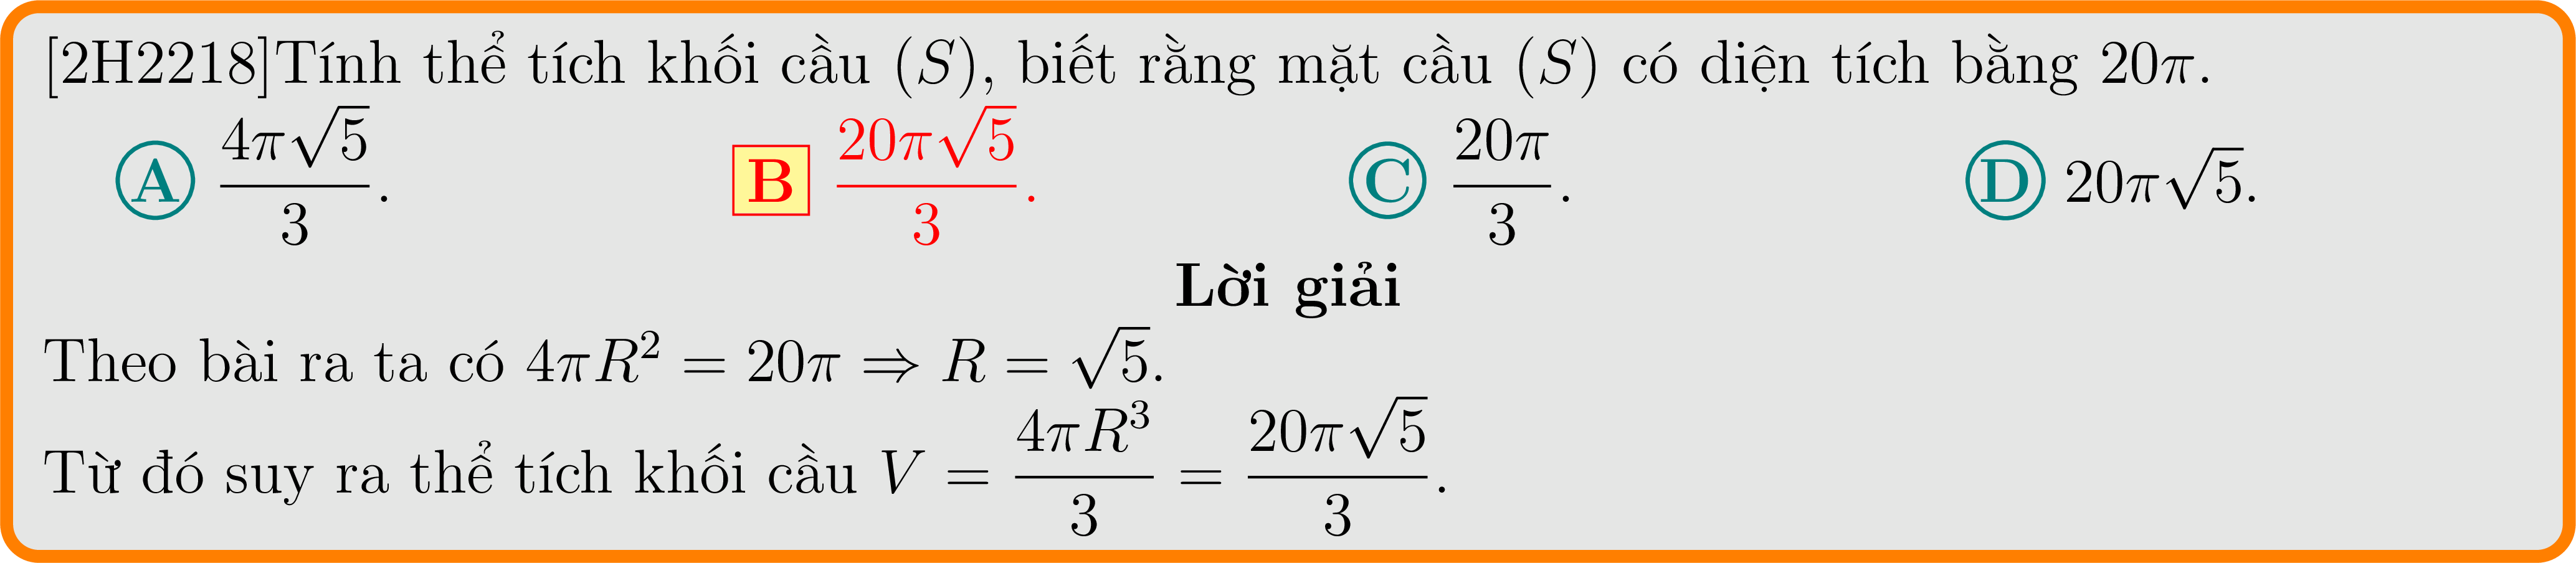 [2H2218]Tính thể tích khối cầu (S), biết rằng mặt cầu (S) có diện tích bằng 20π.
A $\frac{4\pi\sqrt{5}}{3}$. B $\frac{20\pi\sqrt{5}}{3}$. C $\frac{20\pi}{3}$. D $20\pi\sqrt{5}$.
Lời giải
Theo bài ra ta có $4\pi R^2 = 20\pi \Rightarrow R = \sqrt{5}$.
Từ đó suy ra thể tích khối cầu $V = \frac{4\pi R^3}{3} = \frac{20\pi\sqrt{5}}{3}$.